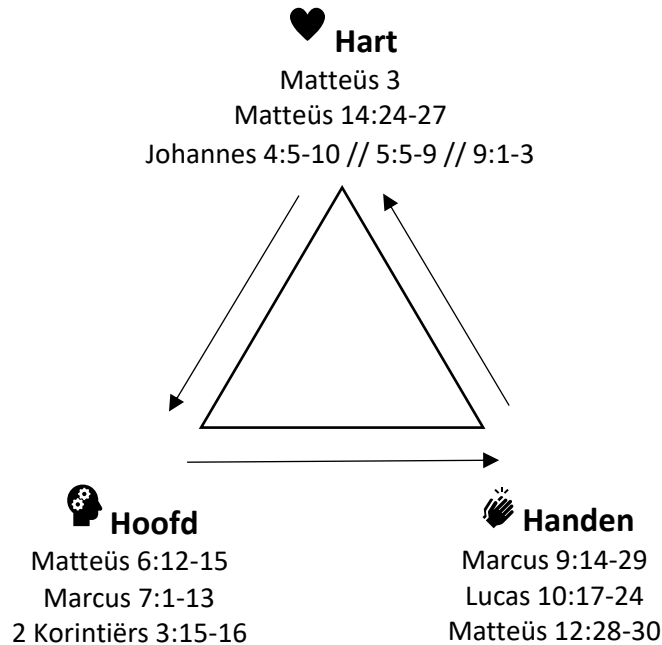 Hart
Matteüs 3
Matteüs 14:24-27
Johannes 4:5-10 // 5:5-9 // 9:1-3
Hoofd
Matteüs 6:12-15
Marcus 7:1-13
2 Korintiërs 3:15-16
Handen
Marcus 9:14-29
Lucas 10:17-24
Matteüs 12:28-30